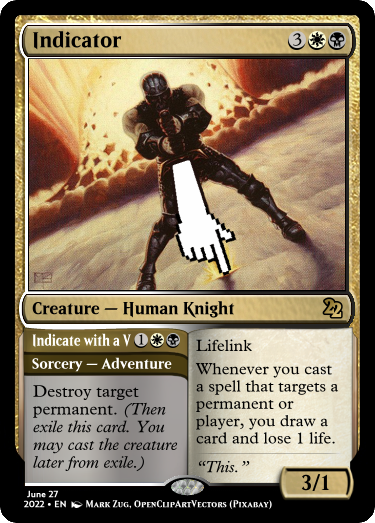 Indicator 3
Creature — Human Knight
Indicate with a V 1
Sorcery — Adventure
Destroy target
permanent. (Then
exile this card. You
may cast the creature
later from exile.)
Lifelink
Whenever you cast
a spell that targets a
permanent or
player, you draw a
card and lose 1 life.
“This.”
3/1
June 27
2022 • EN Mark Zug, OpenClipArtVectors (Pixabay)